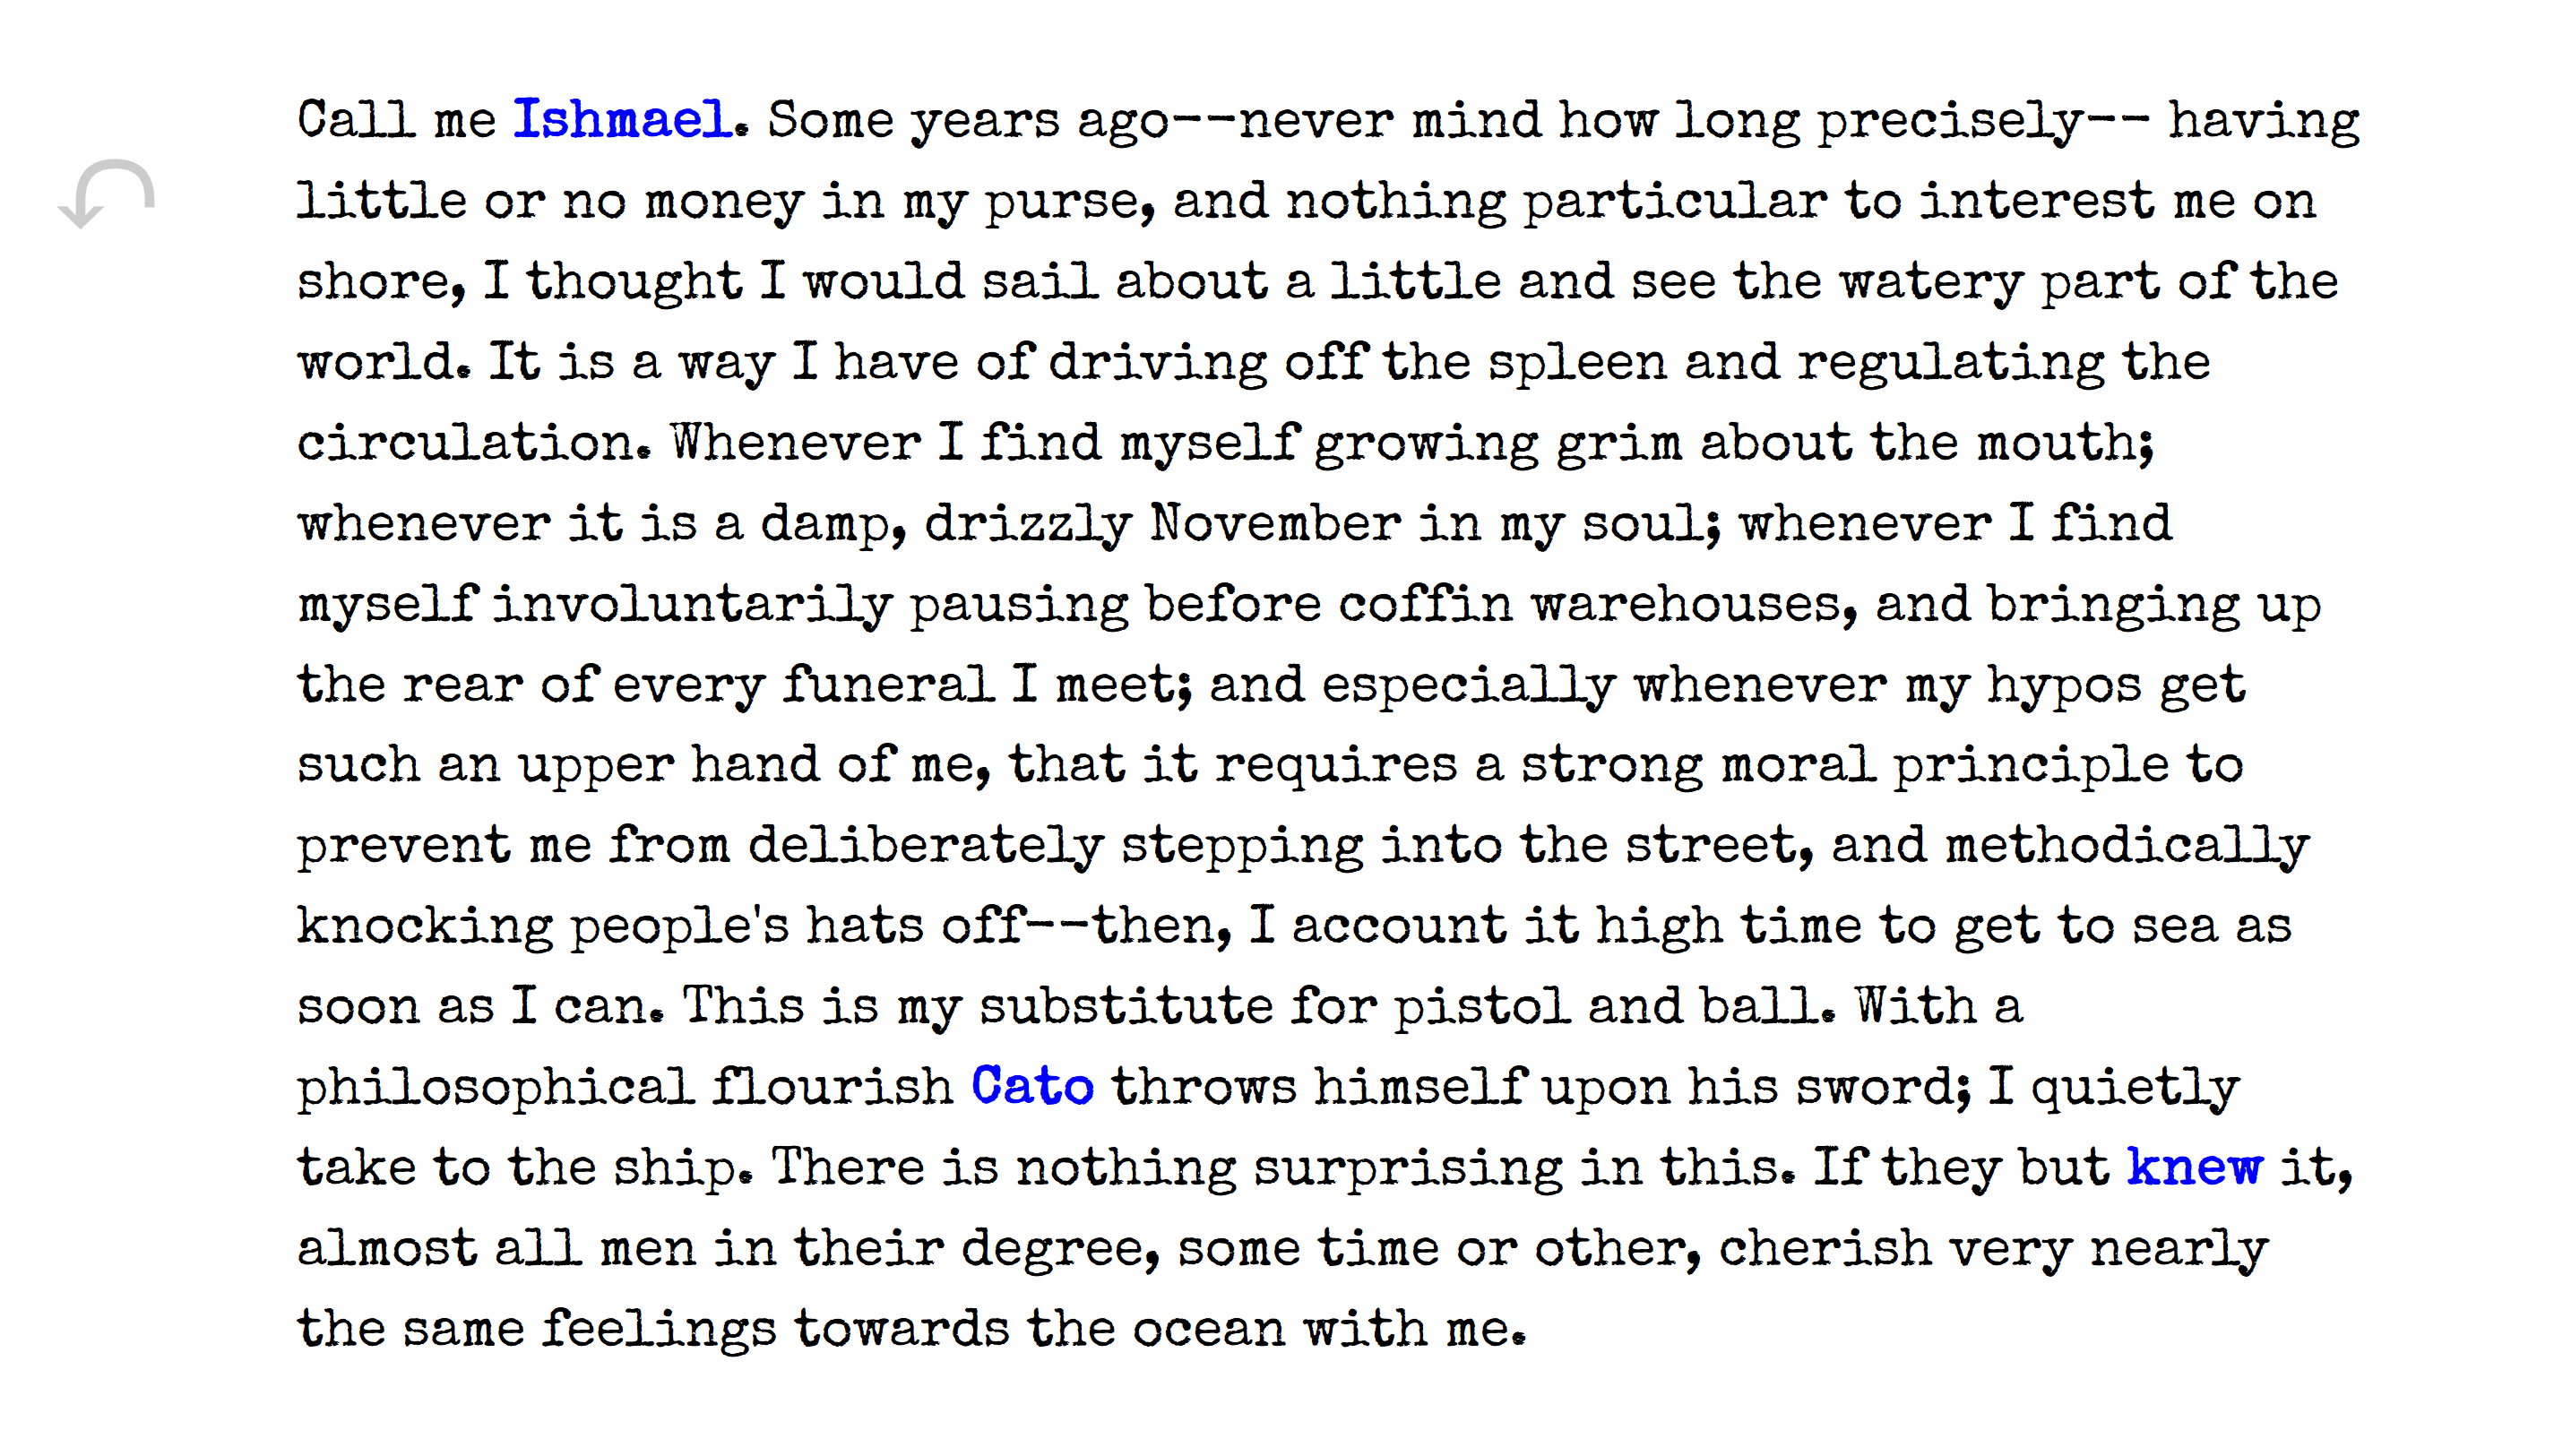 Call me Ishmael. Some years ago--never mind how long precisely-- having
little or no money in my purse, and nothing particular to interest me on
shore, I thought I would sail about a little and see the watery part of the
world. It is a way I have of driving off the spleen and regulating the
circulation. Whenever I find myself growing grim about the mouth;
whenever it is a damp, drizzly November in my soul; whenever I find
myself involuntarily pausing before coffin warehouses, and bringing up
the rear of every funeral I meet; and especially whenever my hypos get
such an upper hand of me, that it requires a strong moral principle to
prevent me from deliberately stepping into the street, and methodically
knocking people's hats off--then, I account it high time to get to sea as
soon as I can. This is my substitute for pistol and ball. With a
philosophical flourish Cato throws himself upon his sword; I quietly
take to the ship. There is nothing surprising in this. If they but knew it,
almost all men in their degree, some time or other, cherish very nearly
the same feelings towards the ocean with me.